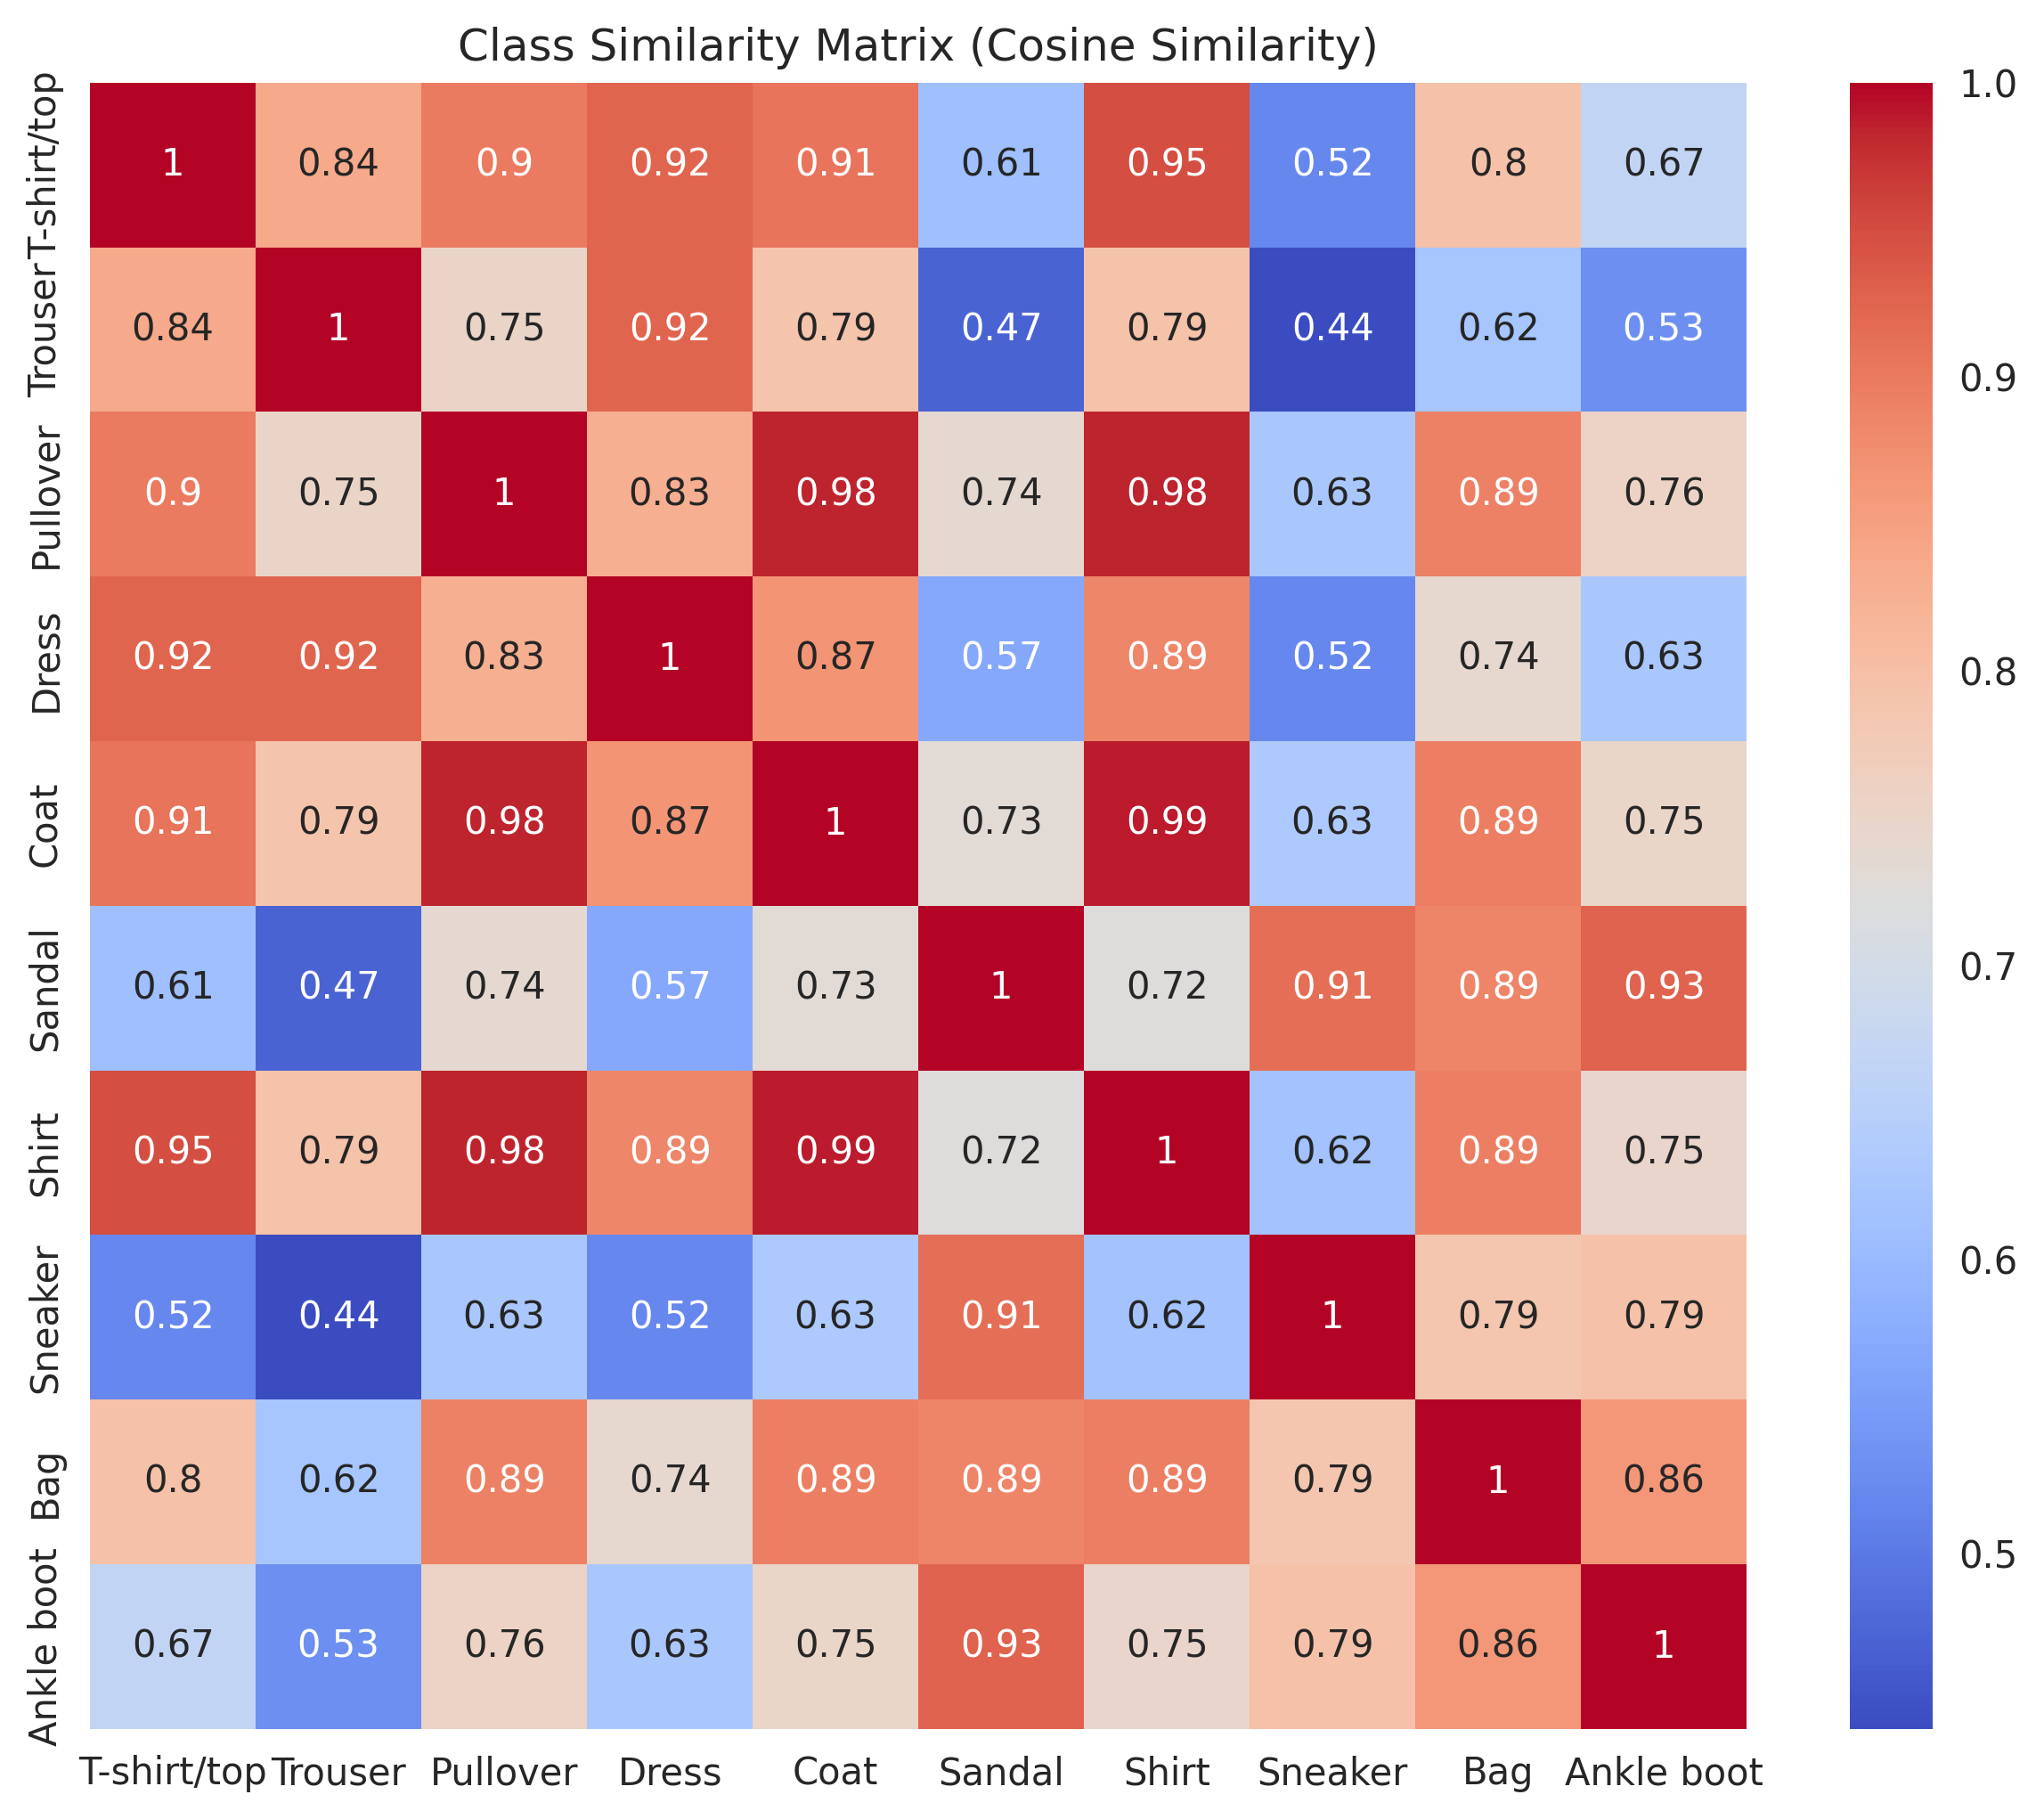 Class Similarity Matrix (Cosine Similarity)
T-shirt/top 1 0.84 0.9 0.92 0.91 0.61 0.95 0.52 0.8 0.67
Trouser 0.84 1 0.75 0.92 0.79 0.47 0.79 0.44 0.62 0.53
Pullover 0.9 0.75 1 0.83 0.98 0.74 0.98 0.63 0.89 0.76
Dress 0.92 0.92 0.83 1 0.87 0.57 0.89 0.52 0.74 0.63
Coat 0.91 0.79 0.98 0.87 1 0.73 0.99 0.63 0.89 0.75
Sandal 0.61 0.47 0.74 0.57 0.73 1 0.72 0.91 0.89 0.93
Shirt 0.95 0.79 0.98 0.89 0.99 0.72 1 0.62 0.89 0.75
Sneaker 0.52 0.44 0.63 0.52 0.63 0.91 0.62 1 0.79 0.79
Bag 0.8 0.62 0.89 0.74 0.89 0.89 0.89 0.79 1 0.86
Ankle boot 0.67 0.53 0.76 0.63 0.75 0.93 0.75 0.79 0.86 1
T-shirt/top Trouser Pullover Dress Coat Sandal Shirt Sneaker Bag Ankle boot
1.0
0.9
0.8
0.7
0.6
0.5